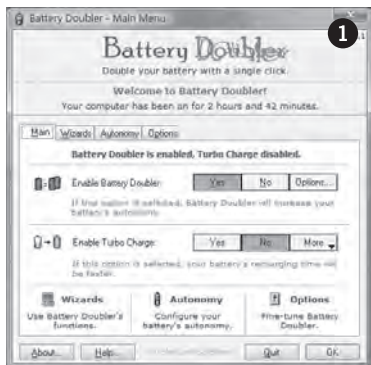 Battery Doubler - Main Menu
1
Battery Doubler
Double your battery with a single click.
Welcome to Battery Doubler!
Your computer has been on for 2 hours and 42 minutes.
Main Wizards Autonomy Options
Battery Doubler is enabled, Turbo Charge disabled.
Enable Battery Doubler: Yes No Options...
If this option is selected, Battery Doubler will increase your
battery's autonomy.
Enable Turbo Charge: Yes No More
If this option is selected, your battery's recharging time will
be faster.
Wizards Autonomy Options
Use Battery Doubler's Configure your Fine-tune Battery
functions. battery's autonomy. Doubler.
About... Help... Quit OK